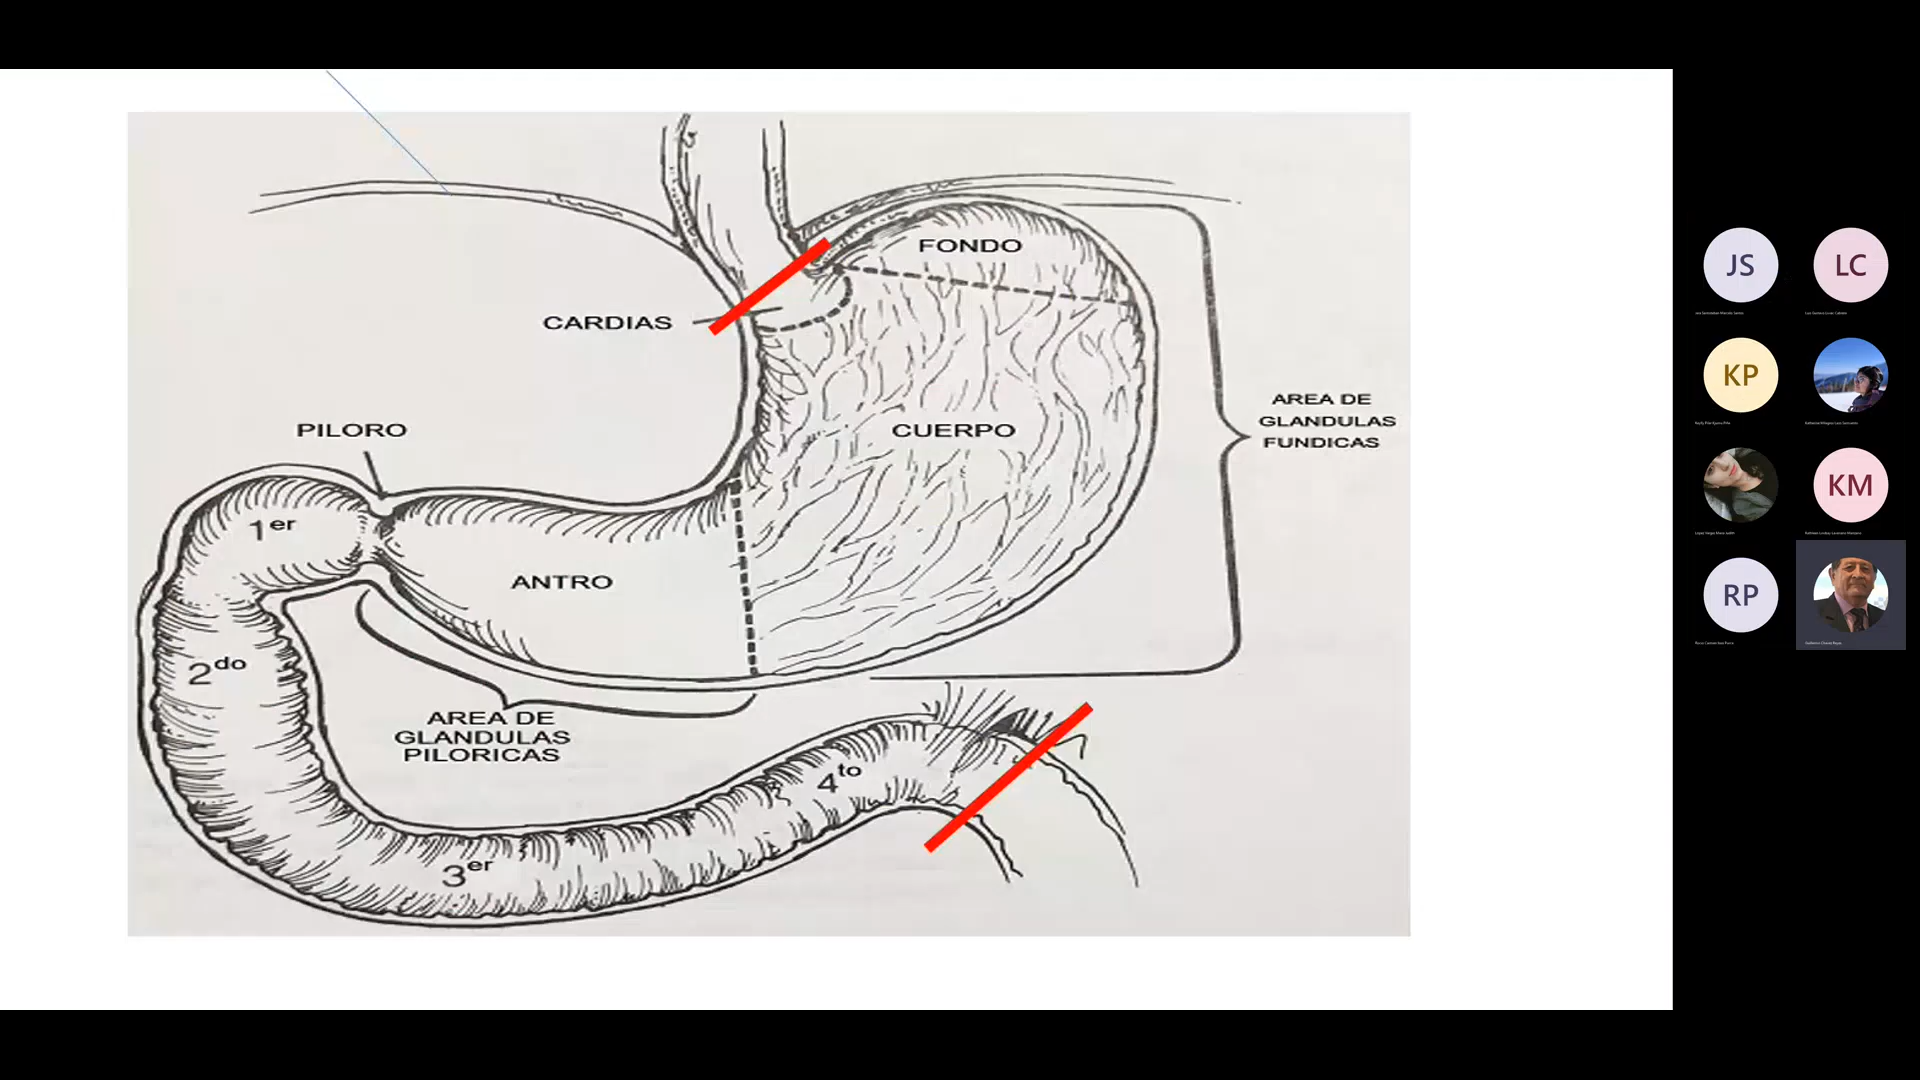 FONDO
CARDIAS
AREA DE
GLANDULAS
FUNDICAS
PILORO
CUERPO
1er
ANTRO
2do
AREA DE
GLANDULAS
PILORICAS
4to
3er
JS
LC
KP
KM
RP